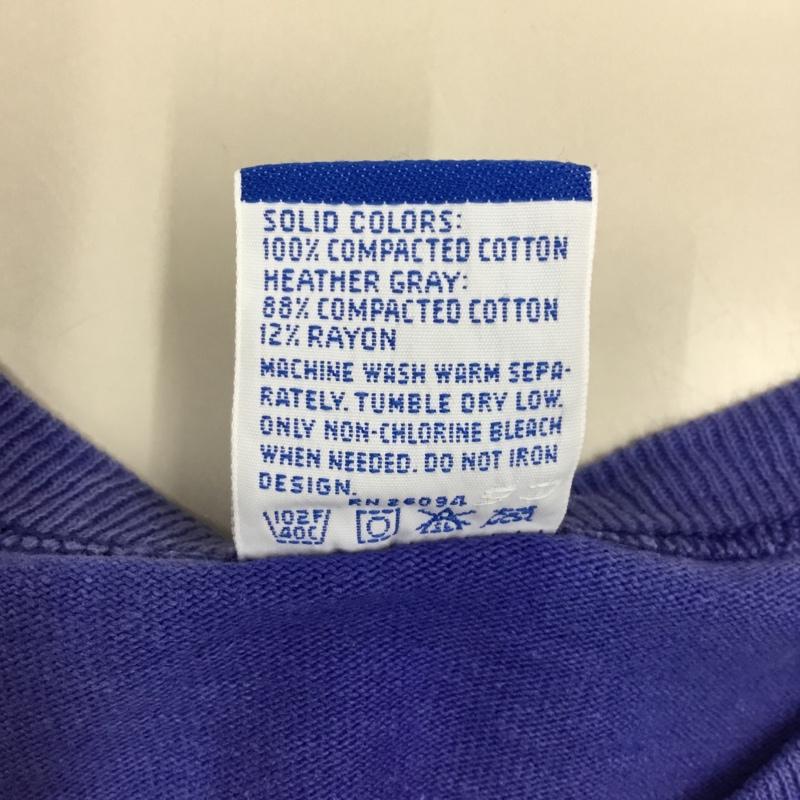 SOLID COLORS:
100% COMPACTED COTTON
HEATHER GRAY:
88% COMPACTED COTTON
12% RAYON
MACHINE WASH WARM SEPA-
RATELY. TUMBLE DRY LOW.
ONLY NON-CHLORINE BLEACH
WHEN NEEDED. DO NOT IRON
DESIGN.
RN 26094
102F/
40C